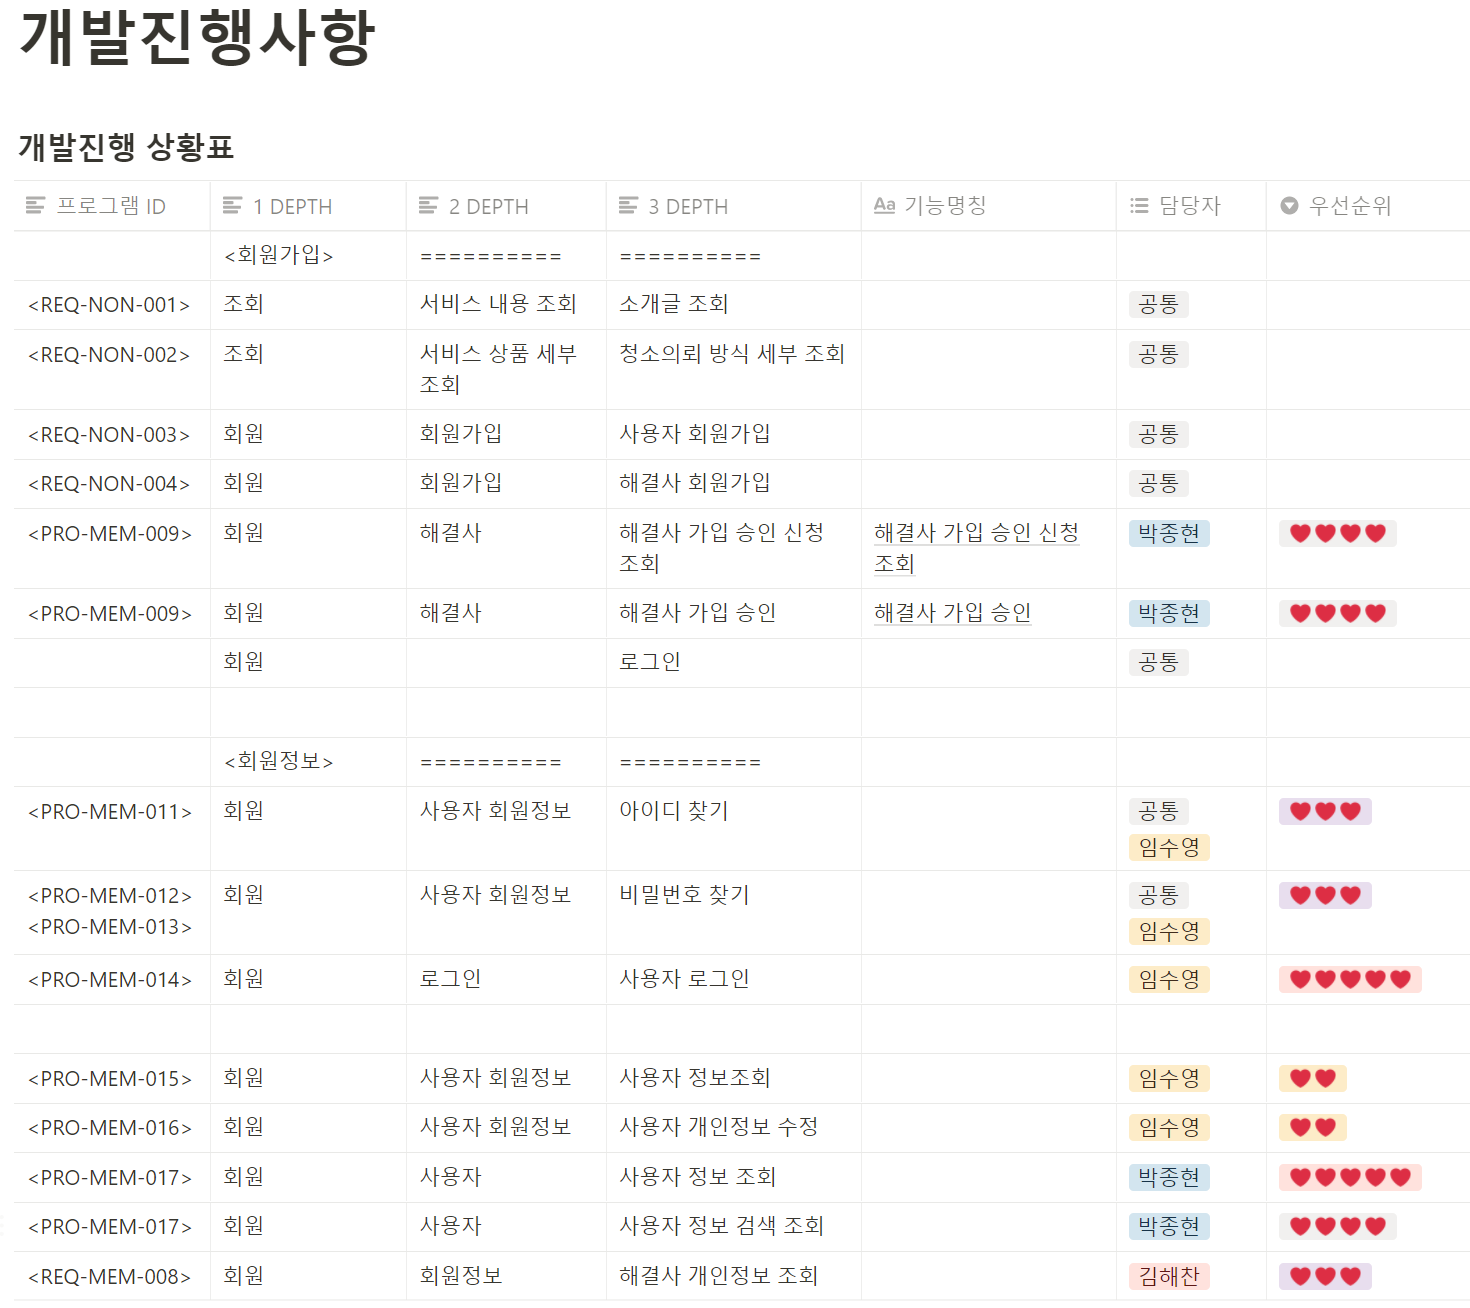 개발진행사항
개발진행 상황표
프로그램 ID 1 DEPTH 2 DEPTH 3 DEPTH Aa 기능명칭 담당자 우선순위
<회원가입> ========== ==========
<REQ-NON-001> 조회 서비스 내용 조회 소개글 조회 공통
<REQ-NON-002> 조회 서비스 상품 세부 청소의뢰 방식 세부 조회 공통
조회
<REQ-NON-003> 회원 회원가입 사용자 회원가입 공통
<REQ-NON-004> 회원 회원가입 해결사 회원가입 공통
<PRO-MEM-009> 회원 해결사 해결사 가입 승인 신청 해결사 가입 승인 신청 박종현 ❤❤❤❤
조회 조회
<PRO-MEM-009> 회원 해결사 해결사 가입 승인 해결사 가입 승인 박종현 ❤❤❤❤
회원 로그인 공통
<회원정보> ========== ==========
<PRO-MEM-011> 회원 사용자 회원정보 아이디 찾기 공통 ❤❤❤
임수영
<PRO-MEM-012> 회원 사용자 회원정보 비밀번호 찾기 공통 ❤❤❤
<PRO-MEM-013> 임수영
<PRO-MEM-014> 회원 로그인 사용자 로그인 임수영 ❤❤❤❤❤
<PRO-MEM-015> 회원 사용자 회원정보 사용자 정보조회 임수영 ❤❤
<PRO-MEM-016> 회원 사용자 회원정보 사용자 개인정보 수정 임수영 ❤❤
<PRO-MEM-017> 회원 사용자 사용자 정보 조회 박종현 ❤❤❤❤❤
<PRO-MEM-017> 회원 사용자 사용자 정보 검색 조회 박종현 ❤❤❤❤
<REQ-MEM-008> 회원 회원정보 해결사 개인정보 조회 김해찬 ❤❤❤